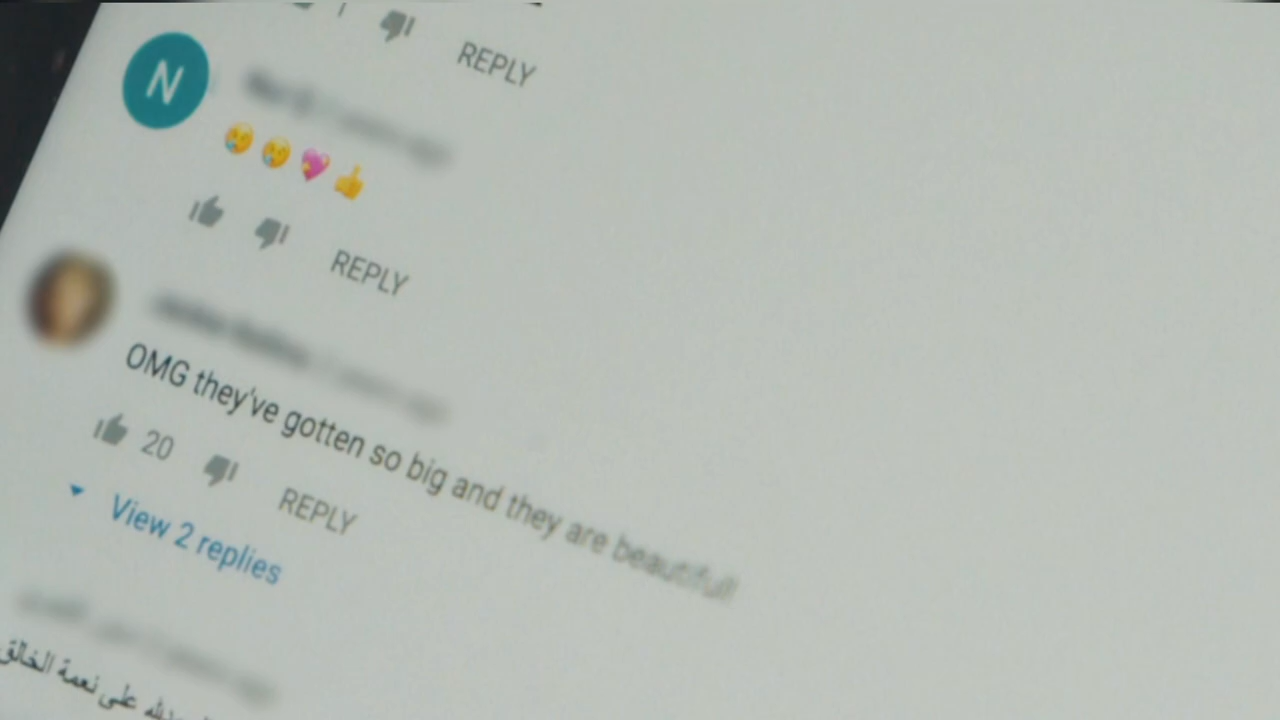 REPLY
N
😢😢💖👍
REPLY
OMG they've gotten so big and they are beautiful!
20
REPLY
View 2 replies
على نعمة الخالق